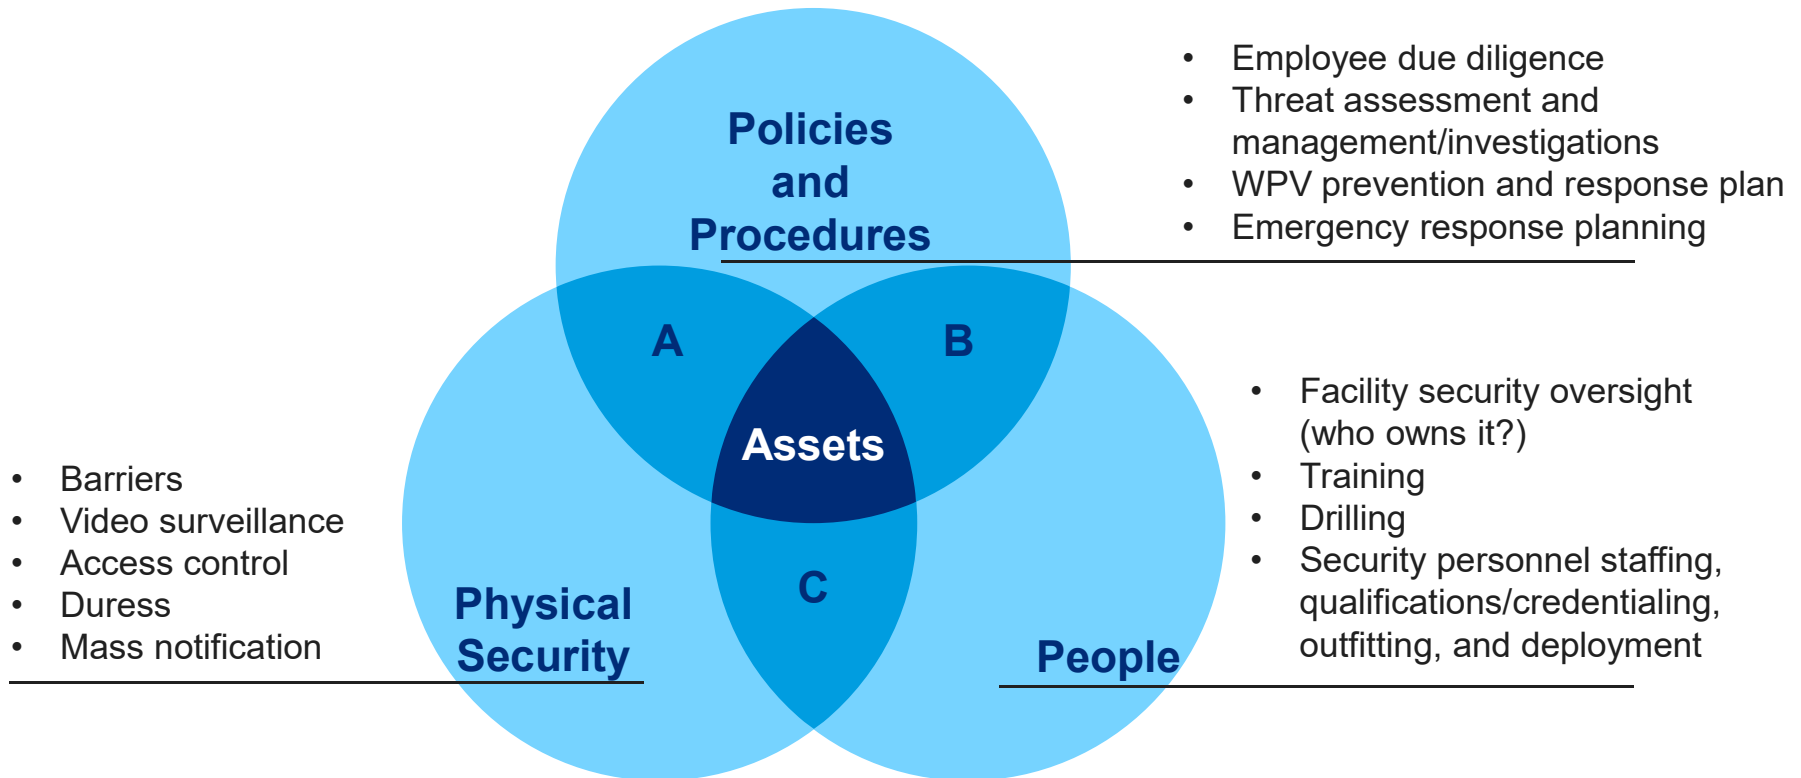 Policies
and
Procedures
• Employee due diligence
• Threat assessment and
management/investigations
• WPV prevention and response plan
• Emergency response planning
A
B
Assets
C
• Facility security oversight
(who owns it?)
• Training
• Drilling
• Security personnel staffing,
qualifications/credentialing,
outfitting, and deployment
People
• Barriers
• Video surveillance
• Access control
• Duress
• Mass notification
Physical
Security